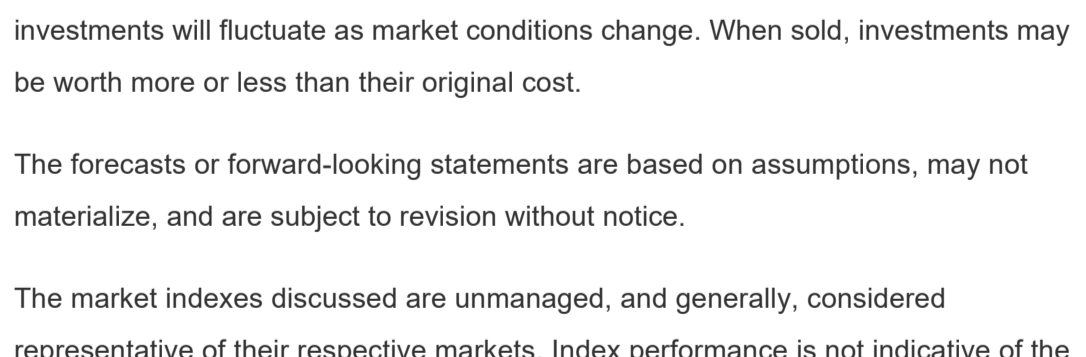 investments will fluctuate as market conditions change. When sold, investments may
be worth more or less than their original cost.
The forecasts or forward-looking statements are based on assumptions, may not
materialize, and are subject to revision without notice.
The market indexes discussed are unmanaged, and generally, considered
representative of their respective markets. Index performance is not indicative of the